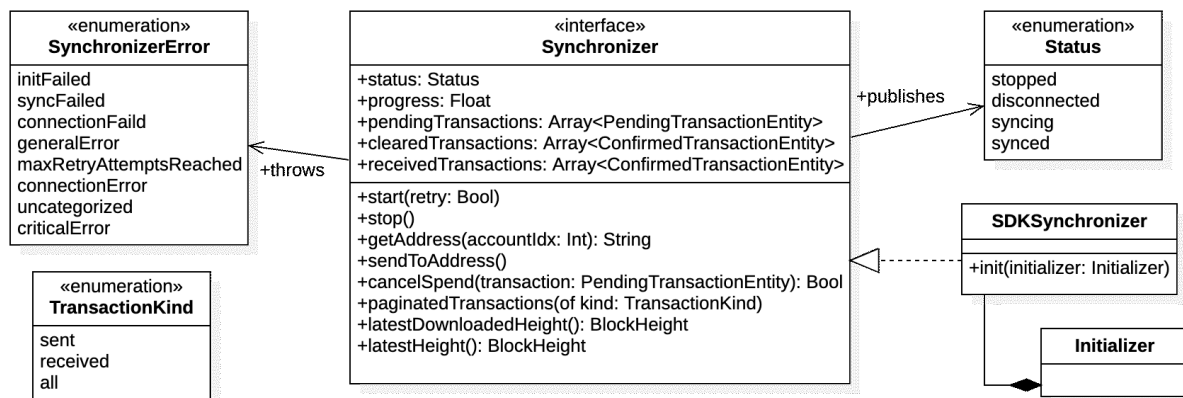 «enumeration»
SynchronizerError
initFailed
syncFailed
connectionFaild
generalError
maxRetryAttemptsReached
connectionError
uncategorized
criticalError
«enumeration»
TransactionKind
sent
received
all
+throws
«interface»
Synchronizer
+status: Status
+progress: Float
+pendingTransactions: Array<PendingTransactionEntity>
+clearedTransactions: Array<ConfirmedTransactionEntity>
+receivedTransactions: Array<ConfirmedTransactionEntity>
+start(retry: Bool)
+stop()
+getAddress(accountIdx: Int): String
+sendToAddress()
+cancelSpend(transaction: PendingTransactionEntity): Bool
+paginatedTransactions(of kind: TransactionKind)
+latestDownloadedHeight(): BlockHeight
+latestHeight(): BlockHeight
+publishes
«enumeration»
Status
stopped
disconnected
syncing
synced
SDKSynchronizer
+init(initializer: Initializer)
Initializer